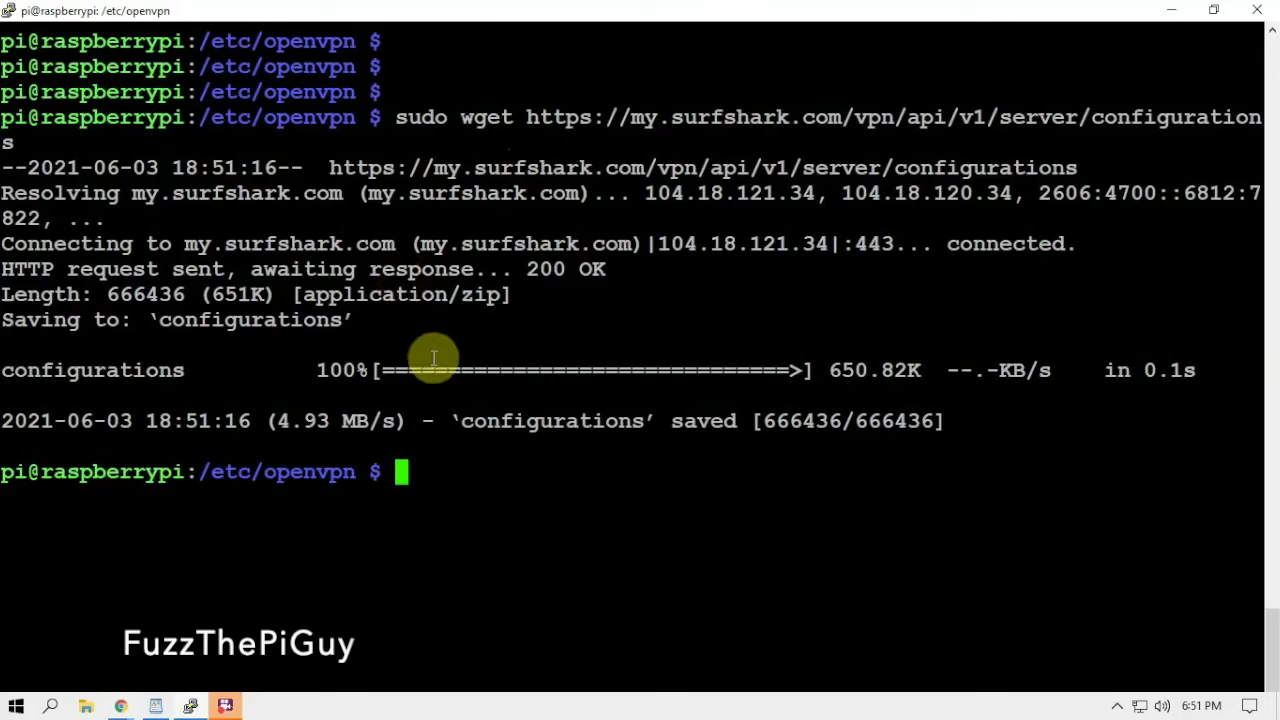 pi@raspberrypi: /etc/openvpn
pi@raspberrypi:/etc/openvpn $
pi@raspberrypi:/etc/openvpn $
pi@raspberrypi:/etc/openvpn $
pi@raspberrypi:/etc/openvpn $ sudo wget https://my.surfshark.com/vpn/api/v1/server/configuration
s
--2021-06-03 18:51:16--  https://my.surfshark.com/vpn/api/v1/server/configurations
Resolving my.surfshark.com (my.surfshark.com)... 104.18.121.34, 104.18.120.34, 2606:4700::6812:7
822, ...
Connecting to my.surfshark.com (my.surfshark.com)|104.18.121.34|:443... connected.
HTTP request sent, awaiting response... 200 OK
Length: 666436 (651K) [application/zip]
Saving to: ‘configurations’
configurations          100%[===============================>] 650.82K  --.-KB/s    in 0.1s
2021-06-03 18:51:16 (4.93 MB/s) - ‘configurations’ saved [666436/666436]
pi@raspberrypi:/etc/openvpn $
FuzzThePiGuy
6:51 PM